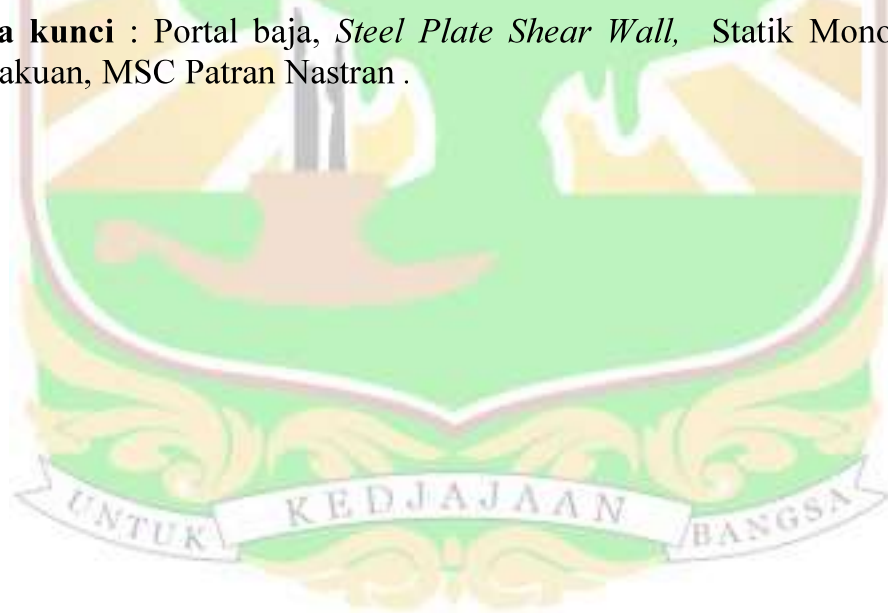 a kunci : Portal baja, Steel Plate Shear Wall, Statik Mono
akuan, MSC Patran Nastran .
UNTUK KEDJAJAAN BANGSA